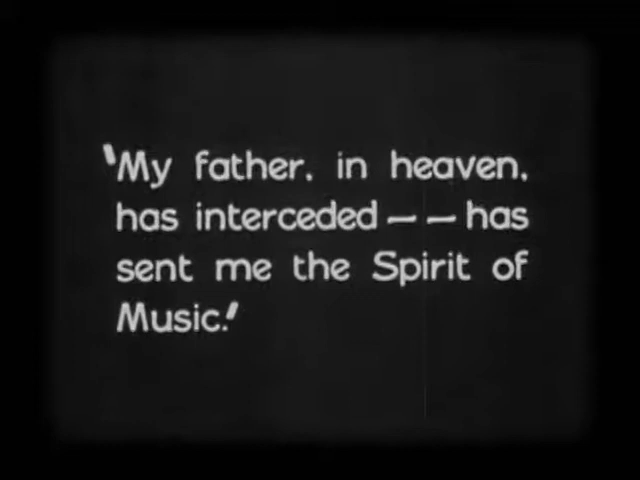 'My father, in heaven,
has interceded — — has
sent me the Spirit of
Music.'